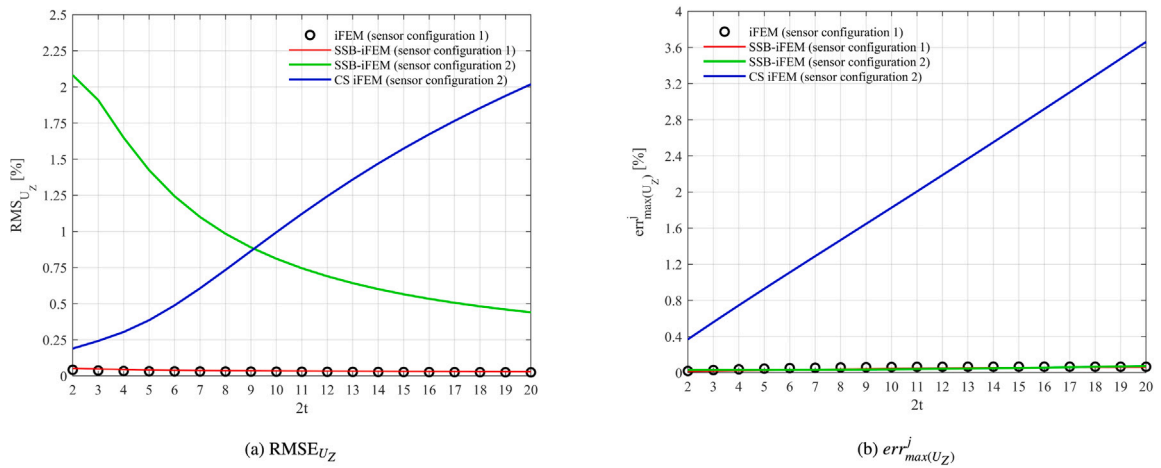 2.5
2.25
2
1.75
1.5
1.25
1
0.75
0.5
0.25
0
RMS_{U_Z} [%]
iFEM (sensor configuration 1)
SSB-iFEM (sensor configuration 1)
SSB-iFEM (sensor configuration 2)
CS iFEM (sensor configuration 2)
2 3 4 5 6 7 8 9 10 11 12 13 14 15 16 17 18 19 20
2t
(a) RMSE_{U_Z}
4
3.6
3.2
2.8
2.4
2
1.6
1.2
0.8
0.4
0
err^j_{max(U_Z)} [%]
iFEM (sensor configuration 1)
SSB-iFEM (sensor configuration 1)
SSB-iFEM (sensor configuration 2)
CS iFEM (sensor configuration 2)
2 3 4 5 6 7 8 9 10 11 12 13 14 15 16 17 18 19 20
2t
(b) err^j_{max(U_Z)}